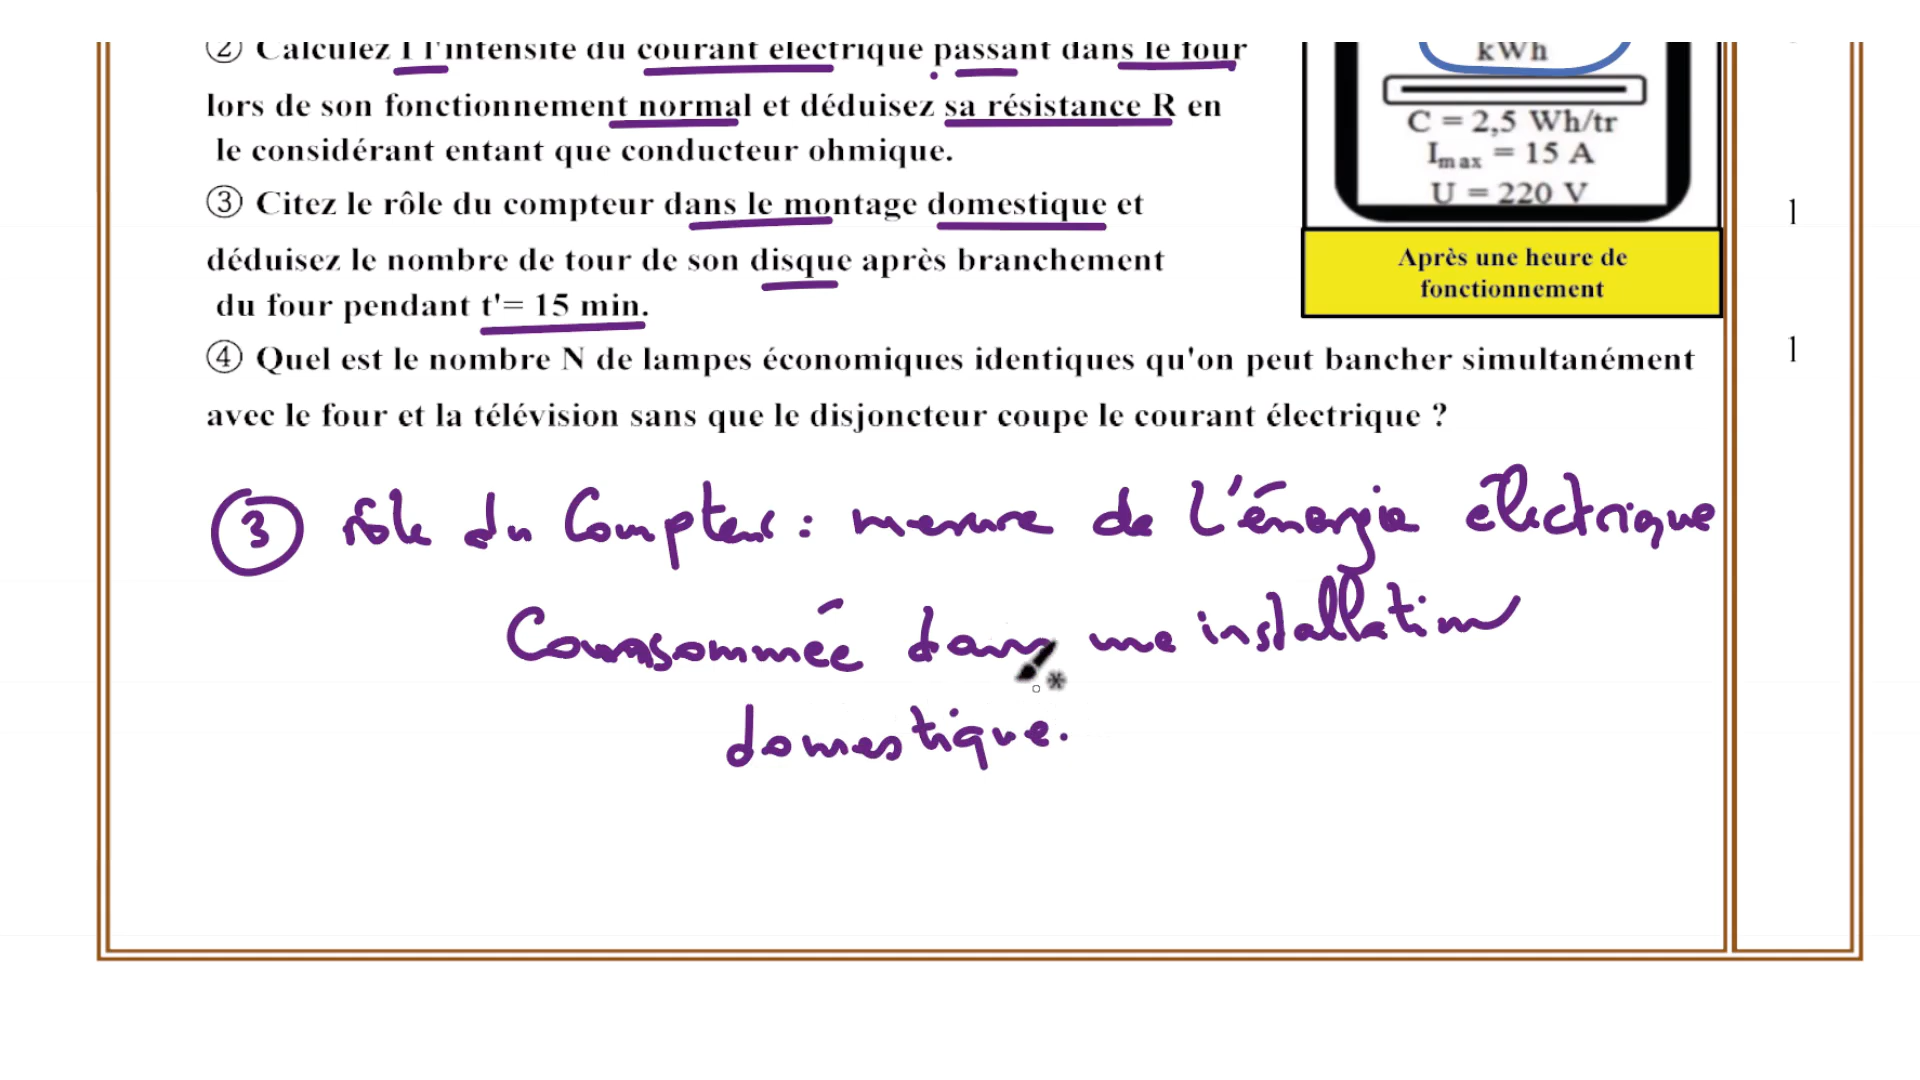 ② Calculez I l'intensité du courant électrique passant dans le four
lors de son fonctionnement normal et déduisez sa résistance R en
le considérant entant que conducteur ohmique.
③ Citez le rôle du compteur dans le montage domestique et
déduisez le nombre de tour de son disque après branchement
du four pendant t'= 15 min.
④ Quel est le nombre N de lampes économiques identiques qu'on peut bancher simultanément
avec le four et la télévision sans que le disjoncteur coupe le courant électrique ?
kWh
C = 2,5 Wh/tr
Imax = 15 A
U = 220 V
Après une heure de
fonctionnement
1
1
③ rôle du Compteur : mesure de l'énergie électrique
Consommée dans une installation
domestique.